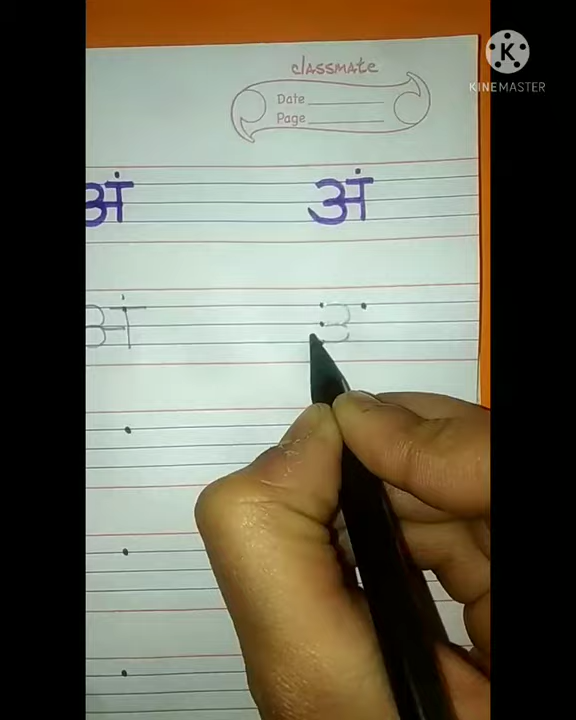 KINEMASTER
classmate
Date
Page
अं अं
अं